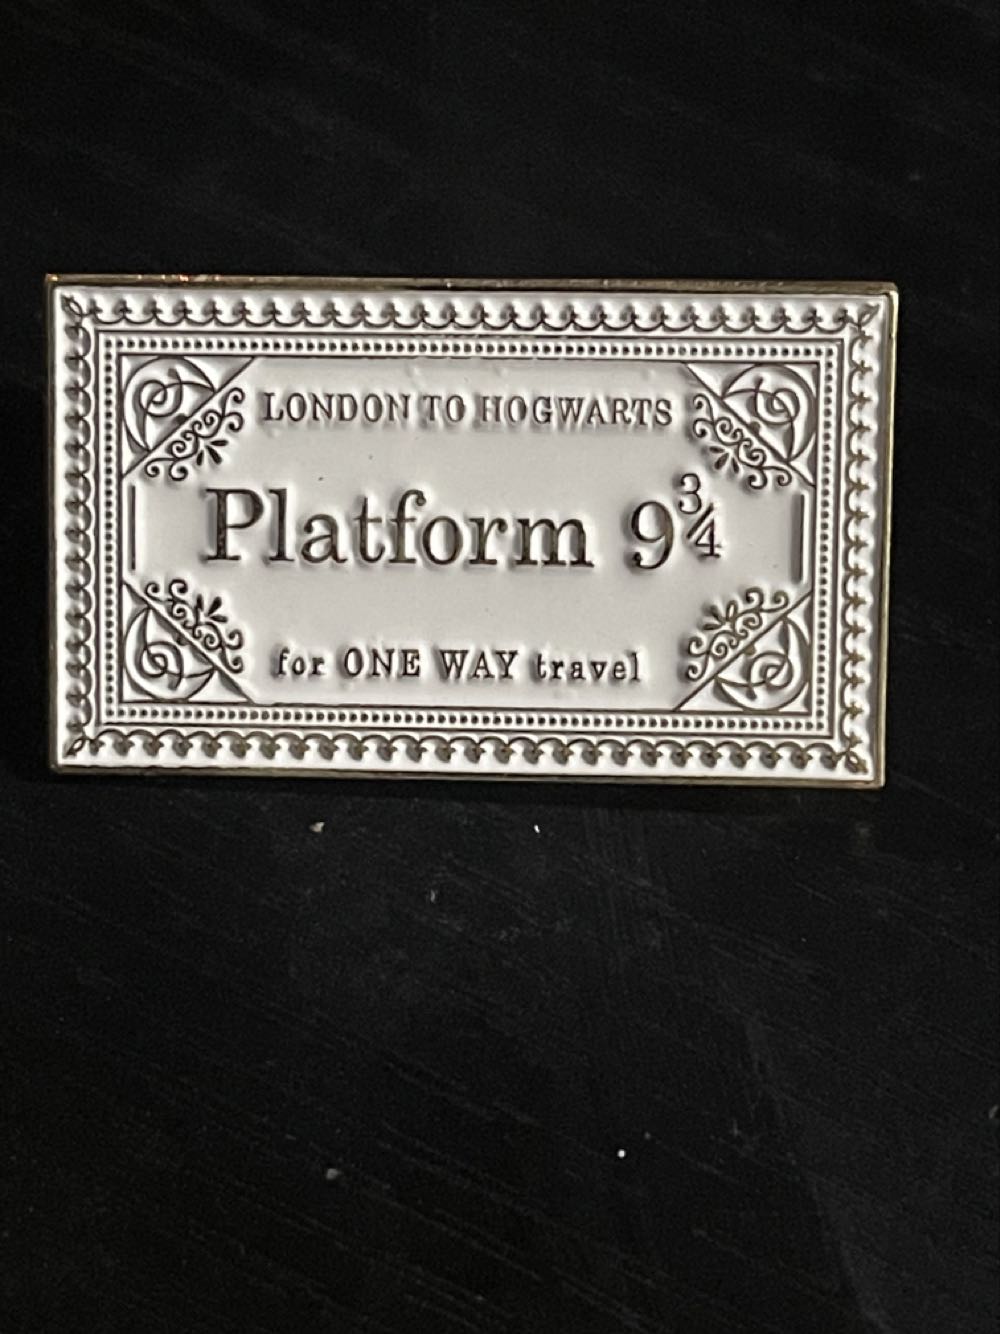 LONDON TO HOGWARTS
Platform 9¾
for ONE WAY travel